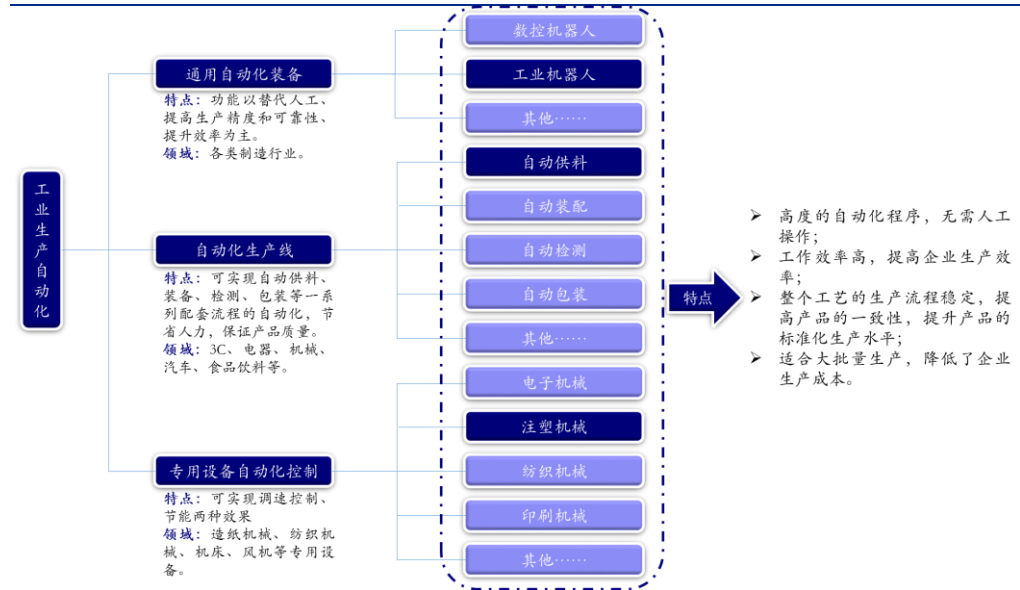 工业生产自动化
通用自动化装备
特点：功能以替代人工、
提高生产精度和可靠性、
提升效率为主。
领域：各类制造行业。
自动化生产线
特点：可实现自动供料、
装备、检测、包装等一系
列配套流程的自动化，节
省人力，保证产品质量。
领域：3C、电器、机械、
汽车、食品饮料等。
专用设备自动化控制
特点：可实现调速控制、
节能两种效果
领域：造纸机械、纺织机
械、机床、风机等专用设
备。
数控机器人
工业机器人
其他……
自动供料
自动装配
自动检测
自动包装
其他……
电子机械
注塑机械
纺织机械
印刷机械
其他……
特点
➢ 高度的自动化程序，无需人工
操作；
➢ 工作效率高，提高企业生产效
率；
➢ 整个工艺的生产流程稳定，提
高产品的一致性，提升产品的
标准化生产水平；
➢ 适合大批量生产，降低了企业
生产成本。